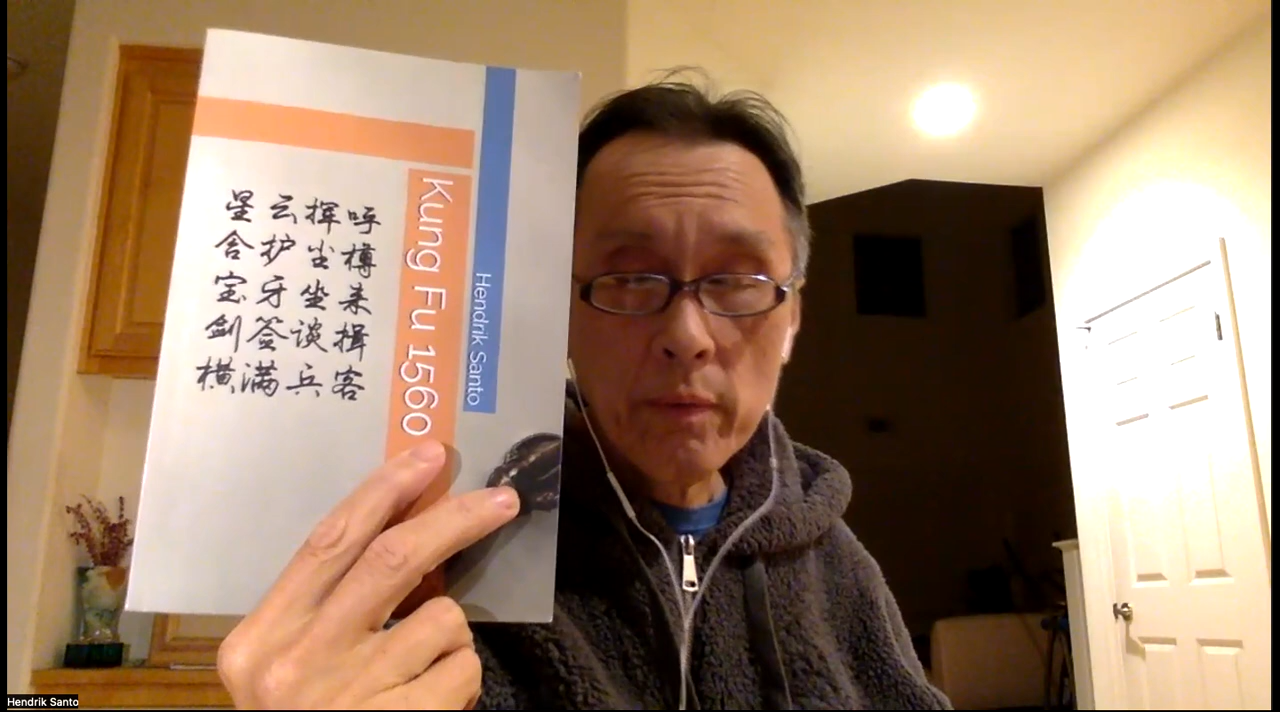 呼樽来揖客
挥尘坐谈兵
云护牙签满
星含宝剑横
Kung Fu 1560
Hendrik Santo
Hendrik Santo